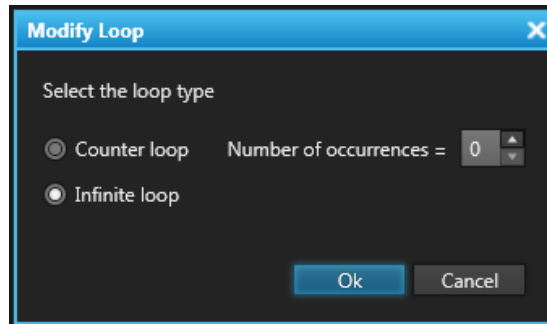 Modify Loop
Select the loop type
Counter loop Number of occurrences = 0
Infinite loop
Ok Cancel